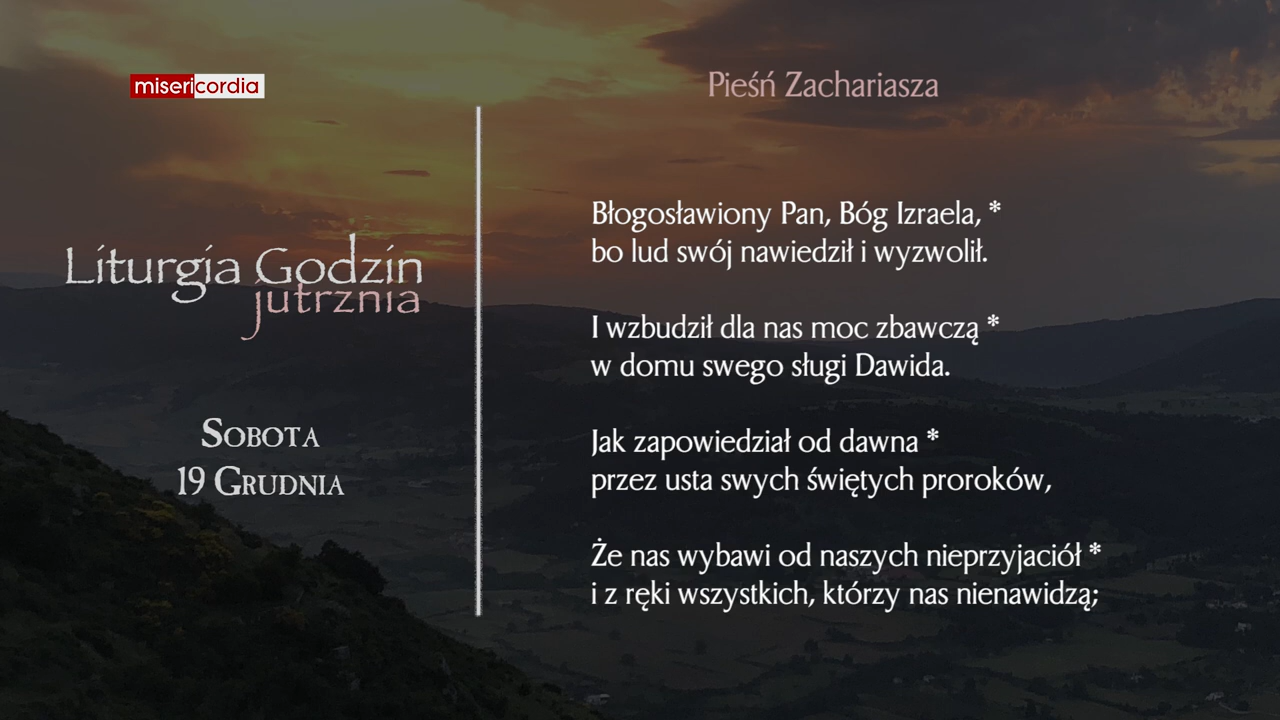 misericordia
Liturgia Godzin
jutrznia
Sobota
19 Grudnia
Pieśń Zachariasza
Błogosławiony Pan, Bóg Izraela, *
bo lud swój nawiedził i wyzwolił.
I wzbudził dla nas moc zbawczą *
w domu swego sługi Dawida.
Jak zapowiedział od dawna *
przez usta swych świętych proroków,
Że nas wybawi od naszych nieprzyjaciół *
i z ręki wszystkich, którzy nas nienawidzą;